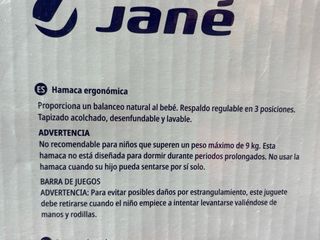 Jané
ES Hamaca ergonómica
Proporciona un balanceo natural al bebé. Respaldo regulable en 3 posiciones.
Tapizado acolchado, desenfundable y lavable.
ADVERTENCIA
No recomendable para niños que superen un peso máximo de 9 kg. Esta
hamaca no está diseñada para dormir durante periodos prolongados. No usar la
hamaca cuando su hijo pueda sentarse por sí solo.
BARRA DE JUEGOS
ADVERTENCIA: Para evitar posibles daños por estrangulamiento, este juguete
debe retirarse cuando el niño empiece a intentar levantarse valiéndose de
manos y rodillas.